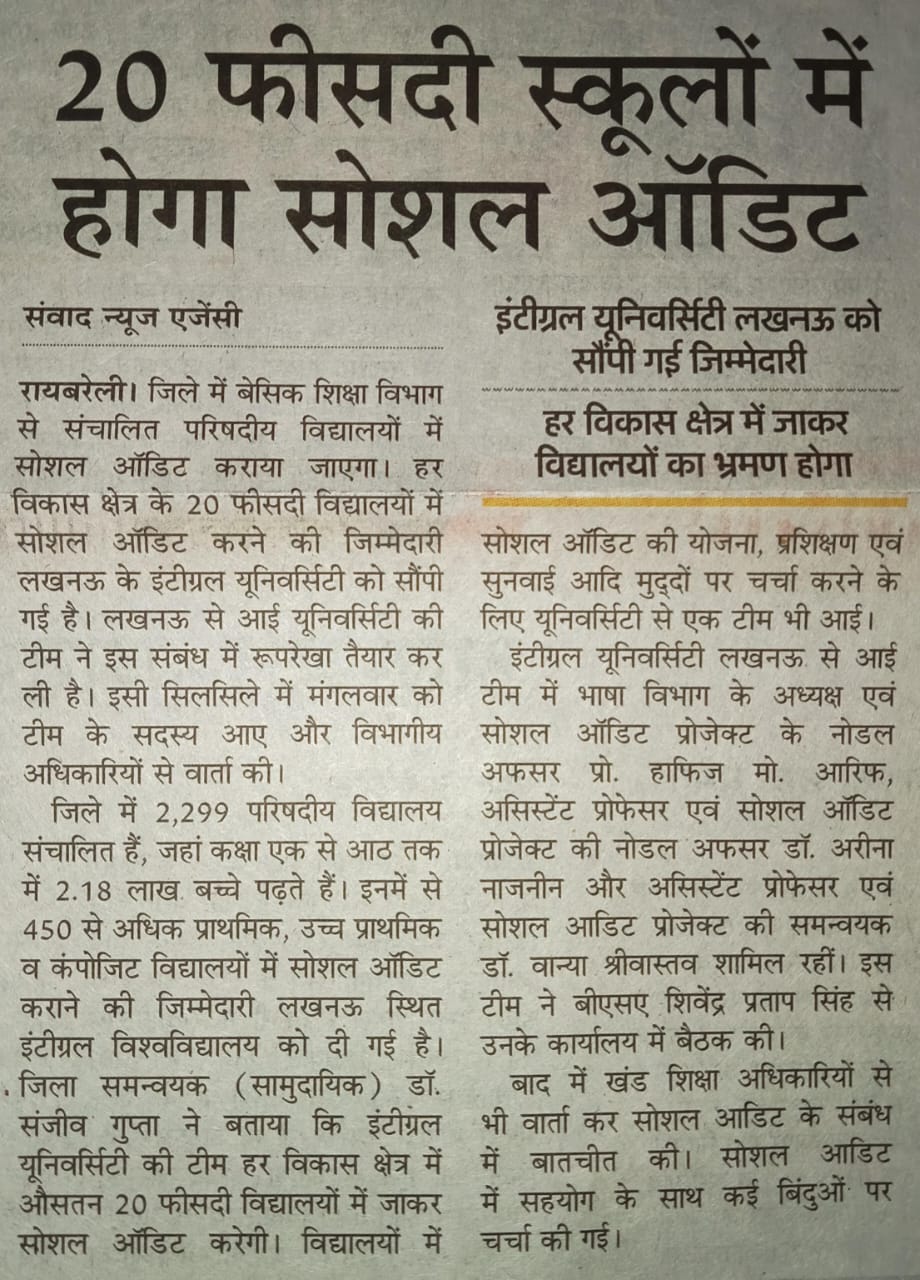 20 फीसदी स्कूलों में
होगा सोशल ऑडिट
संवाद न्यूज एजेंसी
इंटीग्रल यूनिवर्सिटी लखनऊ को
सौंपी गई जिम्मेदारी
हर विकास क्षेत्र में जाकर
विद्यालयों का भ्रमण होगा
रायबरेली। जिले में बेसिक शिक्षा विभाग
से संचालित परिषदीय विद्यालयों में
सोशल ऑडिट कराया जाएगा। हर
विकास क्षेत्र के 20 फीसदी विद्यालयों में
सोशल ऑडिट करने की जिम्मेदारी
लखनऊ के इंटीग्रल यूनिवर्सिटी को सौंपी
गई है। लखनऊ से आई यूनिवर्सिटी की
टीम ने इस संबंध में रूपरेखा तैयार कर
ली है। इसी सिलसिले में मंगलवार को
टीम के सदस्य आए और विभागीय
अधिकारियों से वार्ता की।
जिले में 2,299 परिषदीय विद्यालय
संचालित हैं, जहां कक्षा एक से आठ तक
में 2.18 लाख बच्चे पढ़ते हैं। इनमें से
450 से अधिक प्राथमिक, उच्च प्राथमिक
व कंपोजिट विद्यालयों में सोशल ऑडिट
कराने की जिम्मेदारी लखनऊ स्थित
इंटीग्रल विश्वविद्यालय को दी गई है।
जिला समन्वयक (सामुदायिक) डॉ.
संजीव गुप्ता ने बताया कि इंटीग्रल
यूनिवर्सिटी की टीम हर विकास क्षेत्र में
औसतन 20 फीसदी विद्यालयों में जाकर
सोशल ऑडिट करेगी। विद्यालयों में
सोशल ऑडिट की योजना, प्रशिक्षण एवं
सुनवाई आदि मुद्दों पर चर्चा करने के
लिए यूनिवर्सिटी से एक टीम भी आई।
इंटीग्रल यूनिवर्सिटी लखनऊ से आई
टीम में भाषा विभाग के अध्यक्ष एवं
सोशल ऑडिट प्रोजेक्ट के नोडल
अफसर प्रो. हाफिज मो. आरिफ,
असिस्टेंट प्रोफेसर एवं सोशल ऑडिट
प्रोजेक्ट की नोडल अफसर डॉ. अरीना
नाजनीन और असिस्टेंट प्रोफेसर एवं
सोशल आडिट प्रोजेक्ट की समन्वयक
डॉ. वान्या श्रीवास्तव शामिल रहीं। इस
टीम ने बीएसए शिवेंद्र प्रताप सिंह से
उनके कार्यालय में बैठक की।
बाद में खंड शिक्षा अधिकारियों से
भी वार्ता कर सोशल आडिट के संबंध
में बातचीत की। सोशल आडिट
में सहयोग के साथ कई बिंदुओं पर
चर्चा की गई।